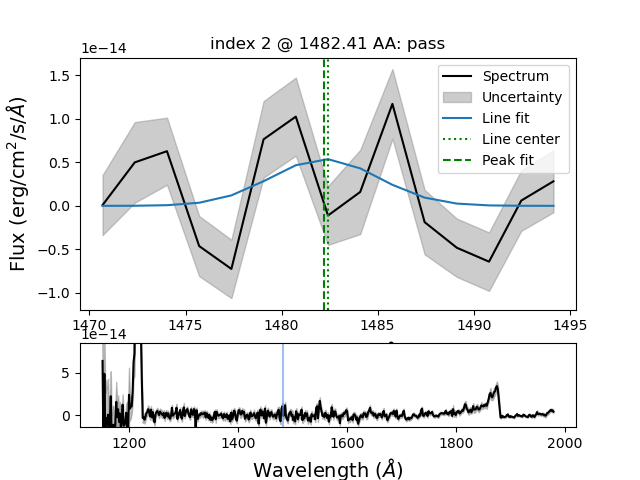 index 2 @ 1482.41 AA: pass
1e−14
1.5
1.0
0.5
0.0
−0.5
−1.0
Flux (erg/cm²/s/Å)
Spectrum
Uncertainty
Line fit
Line center
Peak fit
1470 1475 1480 1485 1490 1495
1e−14
5
0
1200 1400 1600 1800 2000
Wavelength (Å)